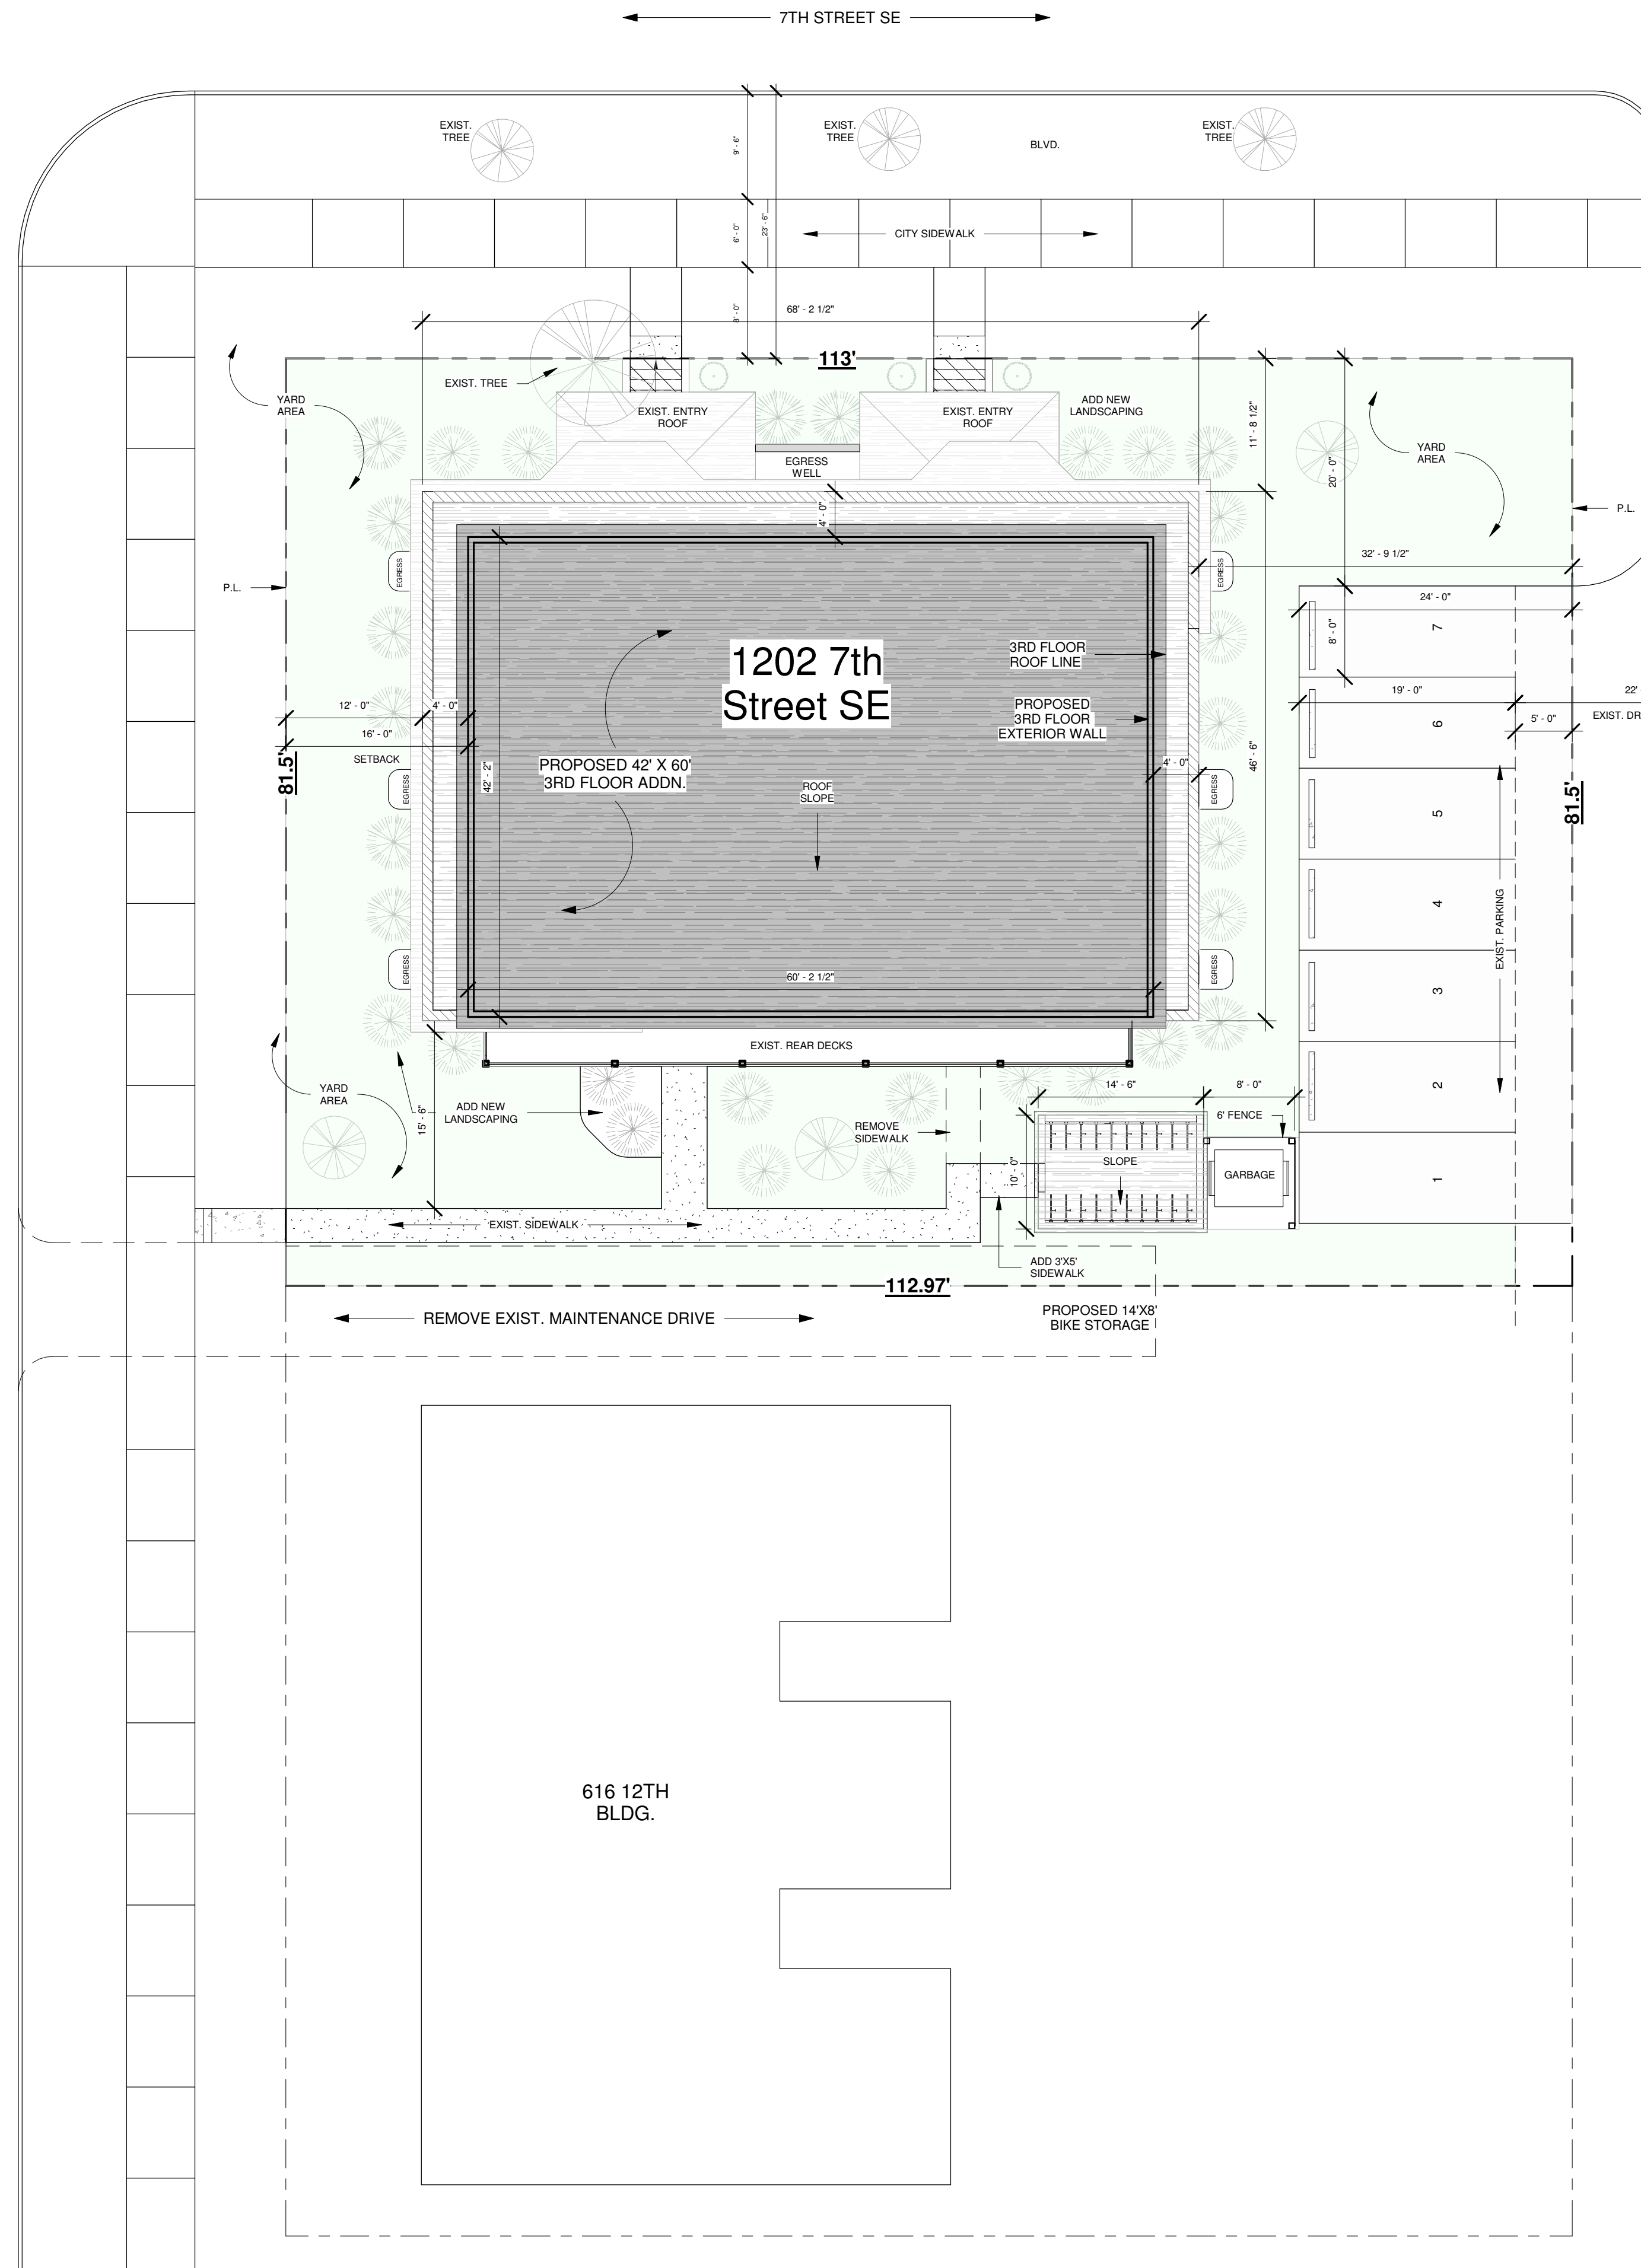 7TH STREET SE
EXIST.
TREE
EXIST.
TREE
EXIST.
TREE
BLVD.
9' - 6"
6' - 0"
23' - 6"
CITY SIDEWALK
8' - 0"
68' - 2 1/2"
113'
EXIST. TREE
YARD
AREA
EXIST. ENTRY
ROOF
EXIST. ENTRY
ROOF
ADD NEW
LANDSCAPING
11' - 8 1/2"
20' - 0"
YARD
AREA
EGRESS
WELL
4' - 0"
P.L.
32' - 9 1/2"
P.L.
EGRESS
EGRESS
24' - 0"
7
8' - 0"
1202 7th
Street SE
3RD FLOOR
ROOF LINE
PROPOSED
3RD FLOOR
EXTERIOR WALL
12' - 0"
4' - 0"
16' - 0"
SETBACK
19' - 0"
22'
5' - 0"
EXIST. DR
6
81.5'
42' - 2"
PROPOSED 42' X 60'
3RD FLOOR ADDN.
ROOF
SLOPE
4' - 0"
46' - 6"
EGRESS
EGRESS
5
81.5'
4
EXIST. PARKING
EGRESS
60' - 2 1/2"
EGRESS
3
EXIST. REAR DECKS
YARD
AREA
15' - 6"
ADD NEW
LANDSCAPING
REMOVE
SIDEWALK
14' - 6"
8' - 0"
2
6' FENCE
10' - 0"
SLOPE
GARBAGE
1
EXIST. SIDEWALK
ADD 3'X5'
SIDEWALK
112.97'
REMOVE EXIST. MAINTENANCE DRIVE
PROPOSED 14'X8'
BIKE STORAGE
616 12TH
BLDG.